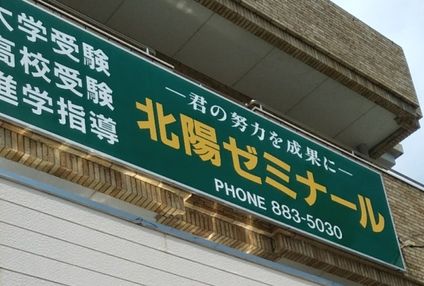 大学受験
高校受験
進学指導
―君の努力を成果に―
北陽ゼミナール
PHONE 883-5030